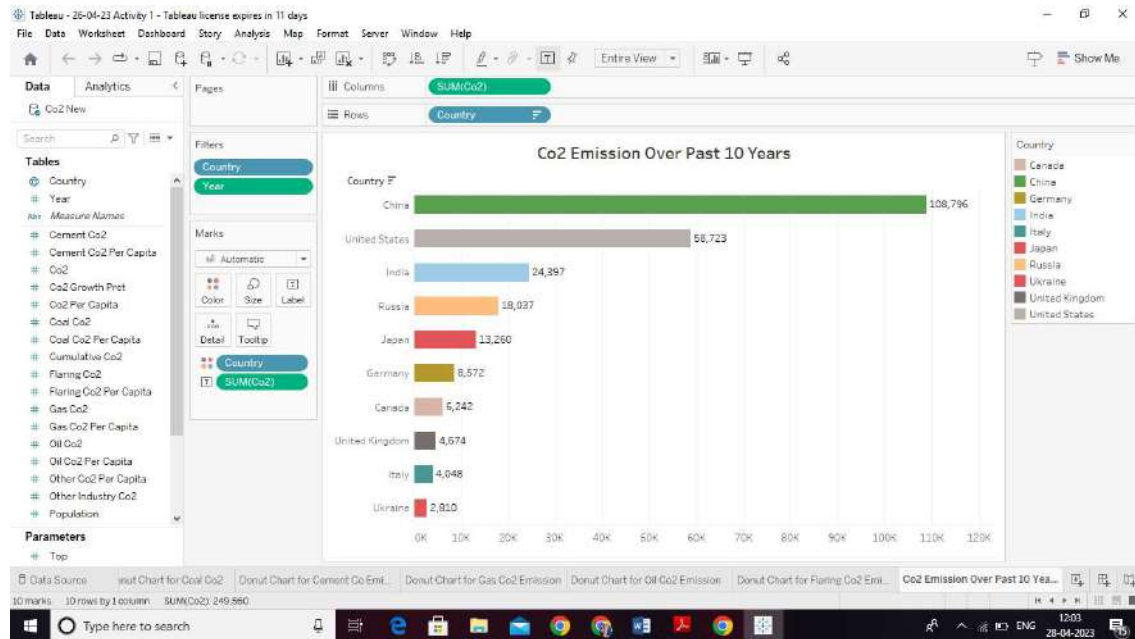 Tableau - 26-04-23 Activity 1 - Tableau license expires in 11 days
File Data Worksheet Dashboard Story Analysis Map Format Server Window Help
Entire View
Show Me
Data Analytics
Pages
Columns SUM(Co2)
Rows Country
Co2 New
Search
Tables
Country
Year
Abc Measure Names
Cement Co2
Cement Co2 Per Capita
Co2
Co2 Growth Prct
Co2 Per Capita
Coal Co2
Coal Co2 Per Capita
Cumulative Co2
Flaring Co2
Flaring Co2 Per Capita
Gas Co2
Gas Co2 Per Capita
Oil Co2
Oil Co2 Per Capita
Other Co2 Per Capita
Other Industry Co2
Population
Parameters
Top
Filters
Country
Year
Marks
Automatic
Color Size Label
Detail Tooltip
Country
SUM(Co2)
Co2 Emission Over Past 10 Years
Country
China 108,796
United States 58,723
India 24,397
Russia 18,037
Japan 13,260
Germany 8,572
Canada 6,242
United Kingdom 4,674
Italy 4,048
Ukraine 2,810
0K 10K 20K 30K 40K 50K 60K 70K 80K 90K 100K 110K 120K
Country
Canada
China
Germany
India
Italy
Japan
Russia
Ukraine
United Kingdom
United States
Data Source nut Chart for Coal Co2 Donut Chart for Cement Co Emi... Donut Chart for Gas Co2 Emission Donut Chart for Oil Co2 Emission Donut Chart for Flaring Co2 Emi... Co2 Emission Over Past 10 Yea...
10 marks 10 rows by 1 column SUM(Co2): 249,560
Type here to search
ENG
12:03
28-04-2023